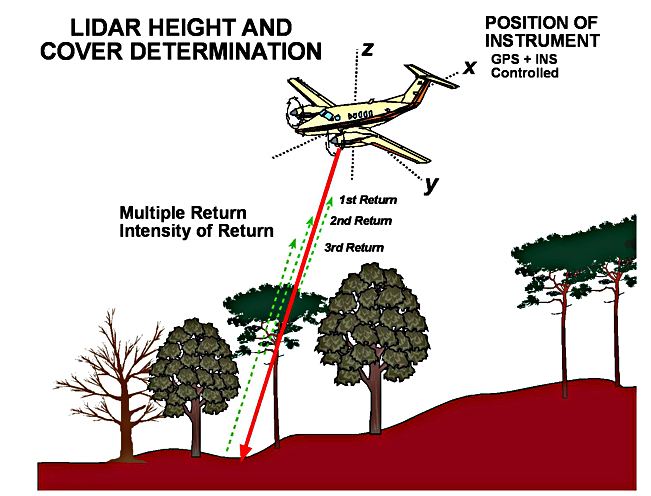 LIDAR HEIGHT AND
COVER DETERMINATION
POSITION OF
INSTRUMENT
GPS + INS
Controlled
z
x
y
1st Return
2nd Return
3rd Return
Multiple Return
Intensity of Return